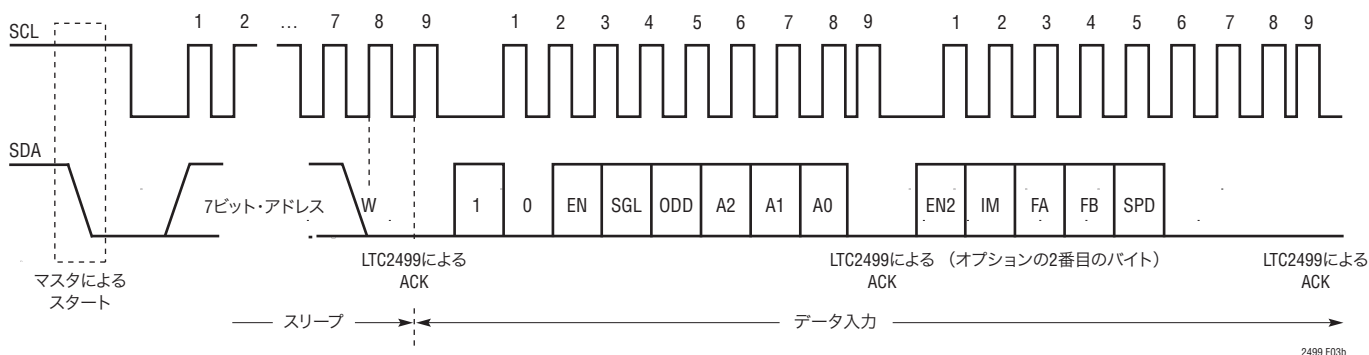 1 2 … 7 8 9 1 2 3 4 5 6 7 8 9 1 2 3 4 5 6 7 8 9
SCL
SDA
7ビット・アドレス W 1 0 EN SGL ODD A2 A1 A0 EN2 IM FA FB SPD
LTC2499による
ACK
LTC2499による
ACK
(オプションの2番目のバイト)
LTC2499による
ACK
マスタによる
スタート
スリープ データ入力
2499 F03b